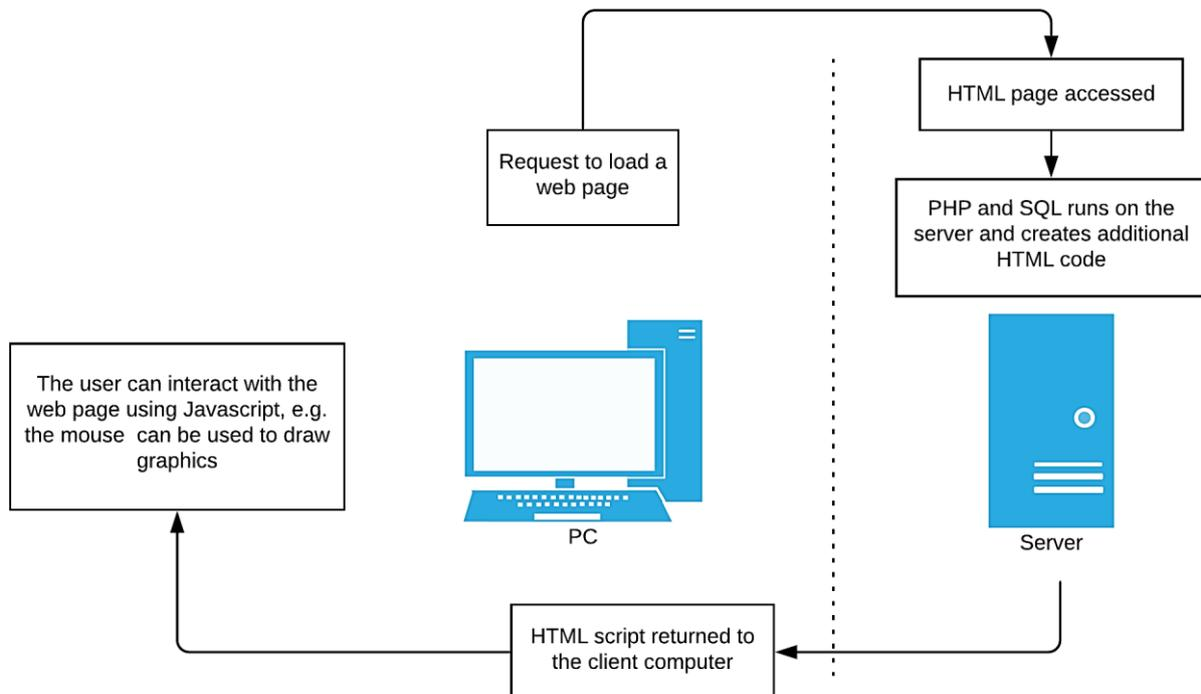 HTML page accessed
Request to load a
web page
PHP and SQL runs on the
server and creates additional
HTML code
The user can interact with the
web page using Javascript, e.g.
the mouse can be used to draw
graphics
PC
Server
HTML script returned to
the client computer